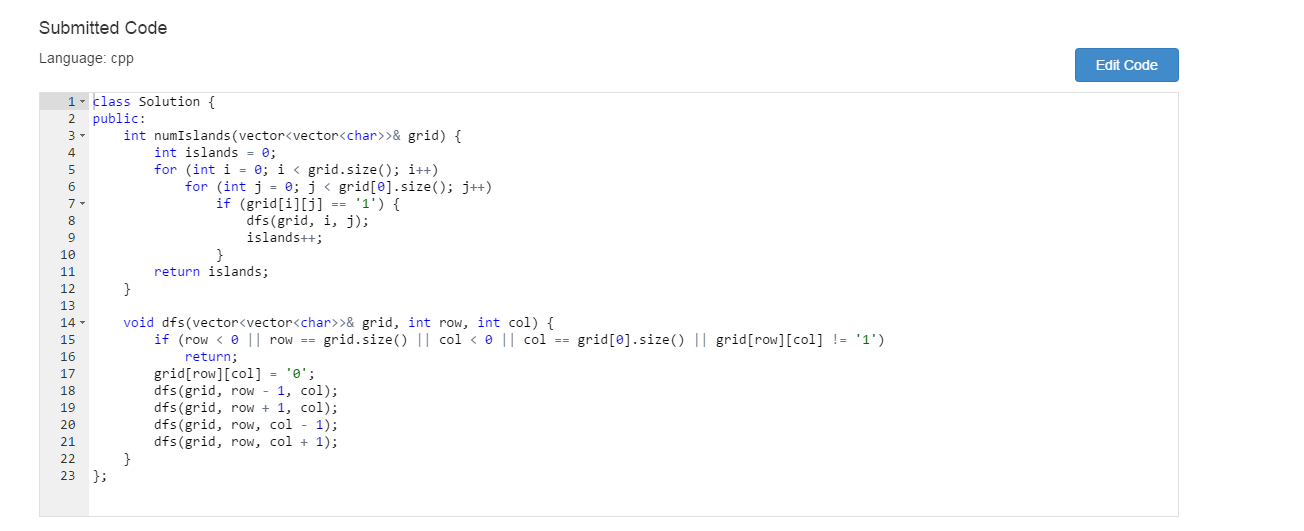 Submitted Code
Language: cpp
Edit Code
1 class Solution {
2 public:
3     int numIslands(vector<vector<char>>& grid) {
4         int islands = 0;
5         for (int i = 0; i < grid.size(); i++)
6             for (int j = 0; j < grid[0].size(); j++)
7                 if (grid[i][j] == '1') {
8                     dfs(grid, i, j);
9                     islands++;
10                 }
11         return islands;
12     }
13
14     void dfs(vector<vector<char>>& grid, int row, int col) {
15         if (row < 0 || row == grid.size() || col < 0 || col == grid[0].size() || grid[row][col] != '1')
16             return;
17         grid[row][col] = '0';
18         dfs(grid, row - 1, col);
19         dfs(grid, row + 1, col);
20         dfs(grid, row, col - 1);
21         dfs(grid, row, col + 1);
22     }
23 };